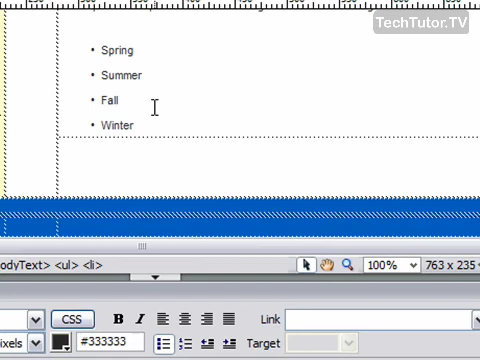 TechTutor.TV
• Spring
• Summer
• Fall
• Winter
odyText> <ul> <li>
100%
763 x 235
CSS B I Link
ixels #333333 Target